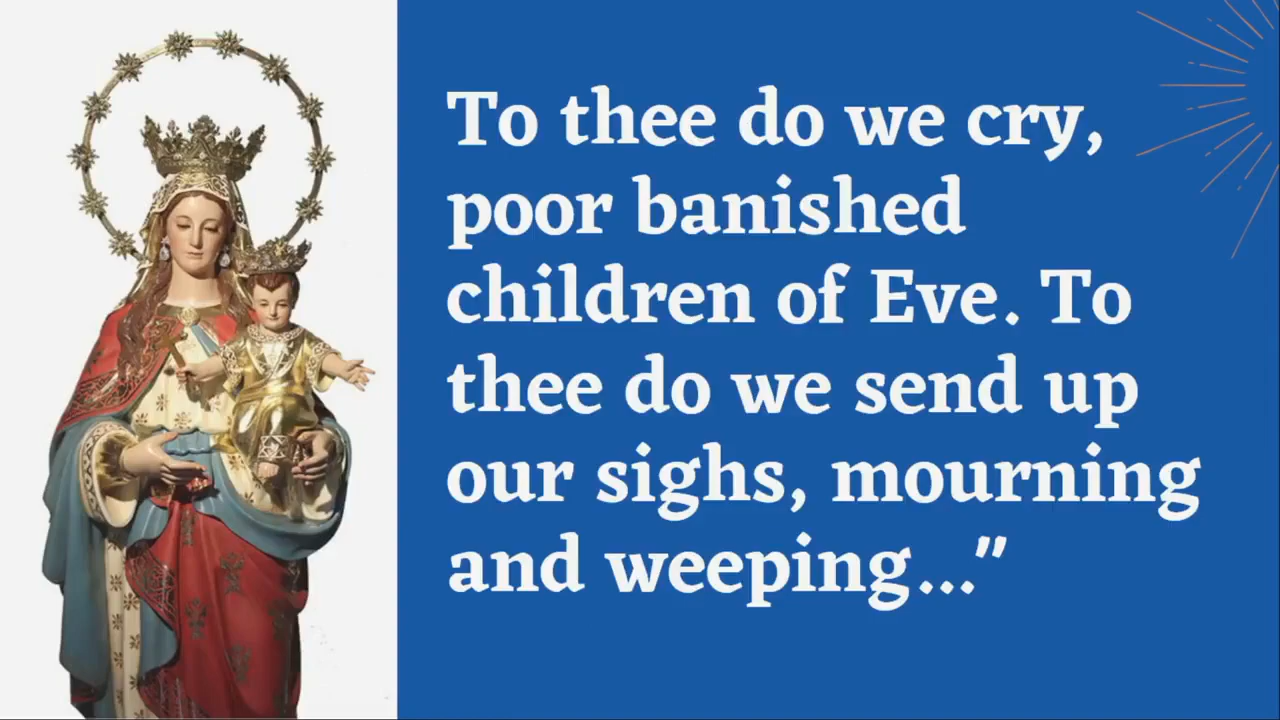 To thee do we cry,
poor banished
children of Eve. To
thee do we send up
our sighs, mourning
and weeping..."